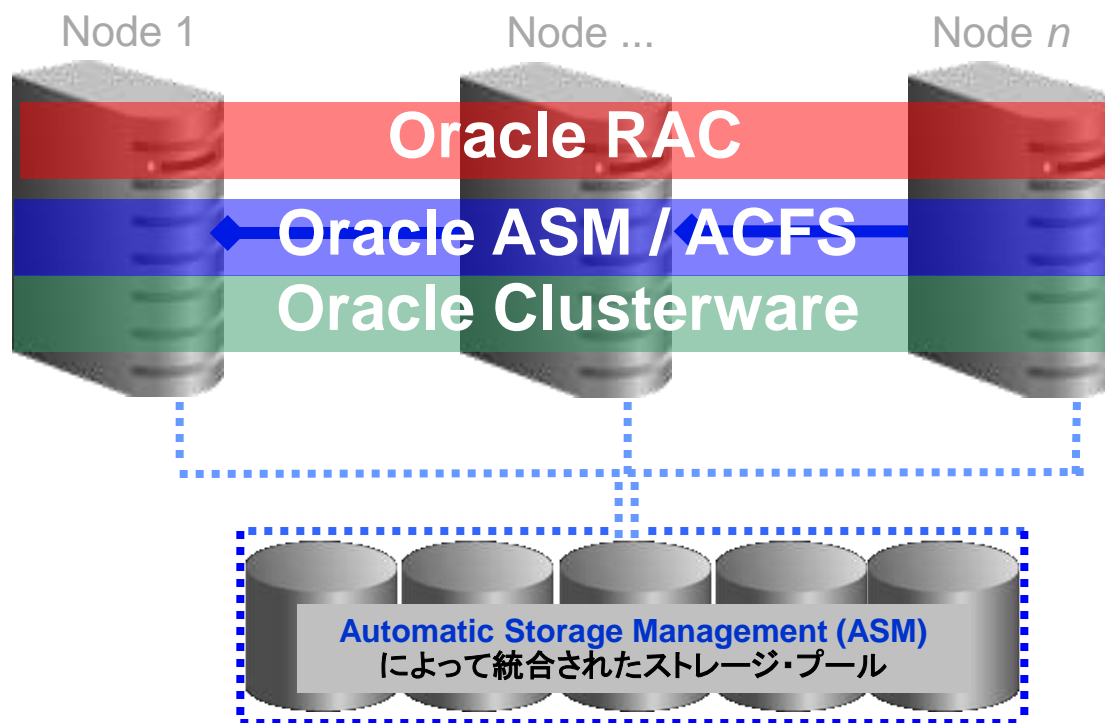 Node 1
Node ...
Node n
Oracle RAC
Oracle ASM / ACFS
Oracle Clusterware
Automatic Storage Management (ASM)
によって統合されたストレージ・プール